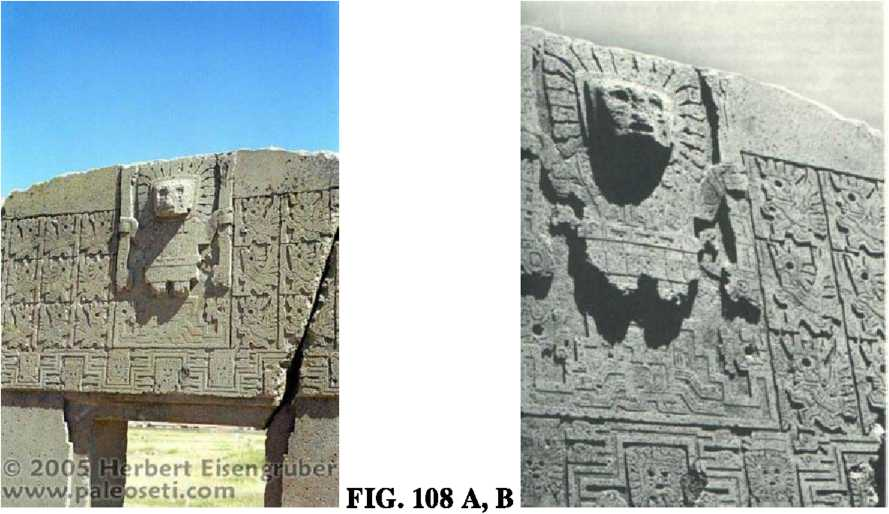 © 2005 Herbert Eisengruber
www.paleoseti.com
FIG. 108 A, B